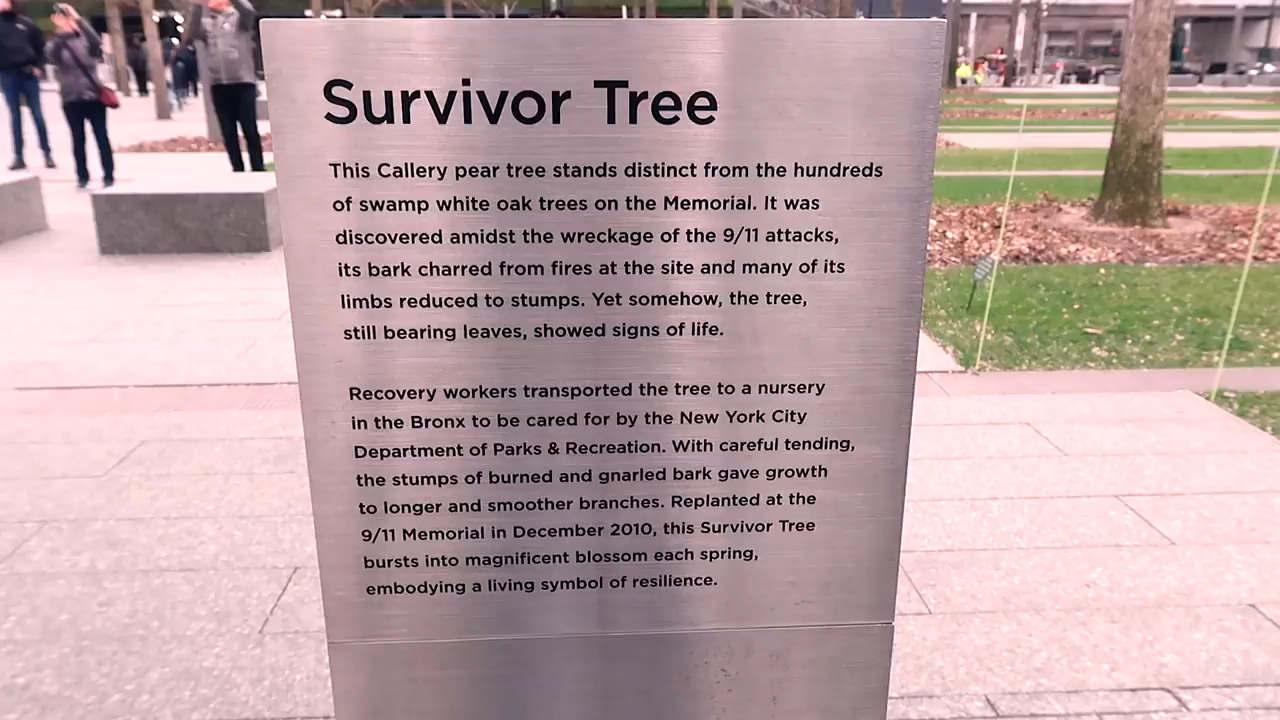 Survivor Tree
This Callery pear tree stands distinct from the hundreds
of swamp white oak trees on the Memorial. It was
discovered amidst the wreckage of the 9/11 attacks,
its bark charred from fires at the site and many of its
limbs reduced to stumps. Yet somehow, the tree,
still bearing leaves, showed signs of life.
Recovery workers transported the tree to a nursery
in the Bronx to be cared for by the New York City
Department of Parks & Recreation. With careful tending,
the stumps of burned and gnarled bark gave growth
to longer and smoother branches. Replanted at the
9/11 Memorial in December 2010, this Survivor Tree
bursts into magnificent blossom each spring,
embodying a living symbol of resilience.